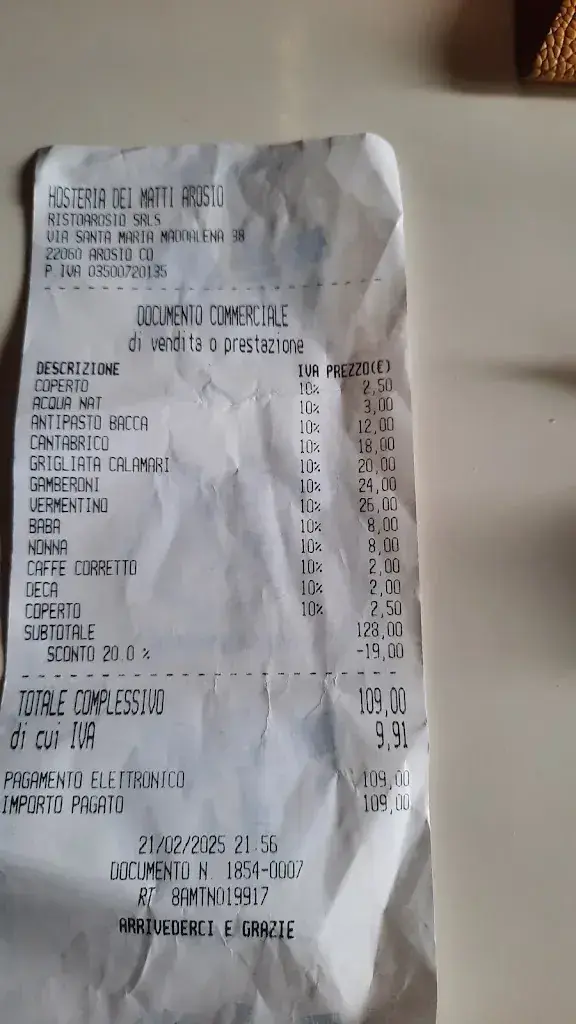 HOSTERIA DEI MATTI AROSIO
RISTOAROSIO SRLS
VIA SANTA MARIA MADDALENA 38
22060 AROSIO CO
P IVA 03500720135
DOCUMENTO COMMERCIALE
di vendita o prestazione
DESCRIZIONE IVA PREZZO(E)
COPERTO 10% 2,50
ACQUA NAT 10% 3,00
ANTIPASTO BACCA 10% 12,00
CANTABRICO 10% 18,00
GRIGLIATA CALAMARI 10% 20,00
GAMBERONI 10% 24,00
VERMENTINO 10% 26,00
BABA 10% 8,00
NONNA 10% 8,00
CAFFE CORRETTO 10% 2,00
DECA 10% 2,00
COPERTO 10% 2,50
SUBTOTALE 128,00
SCONTO 20.0 % -19,00
TOTALE COMPLESSIVO 109,00
di cui IVA 9,91
PAGAMENTO ELETTRONICO 109,00
IMPORTO PAGATO 109,00
21/02/2025 21.56
DOCUMENTO N. 1854-0007
RT 8AMTN019917
ARRIVEDERCI E GRAZIE